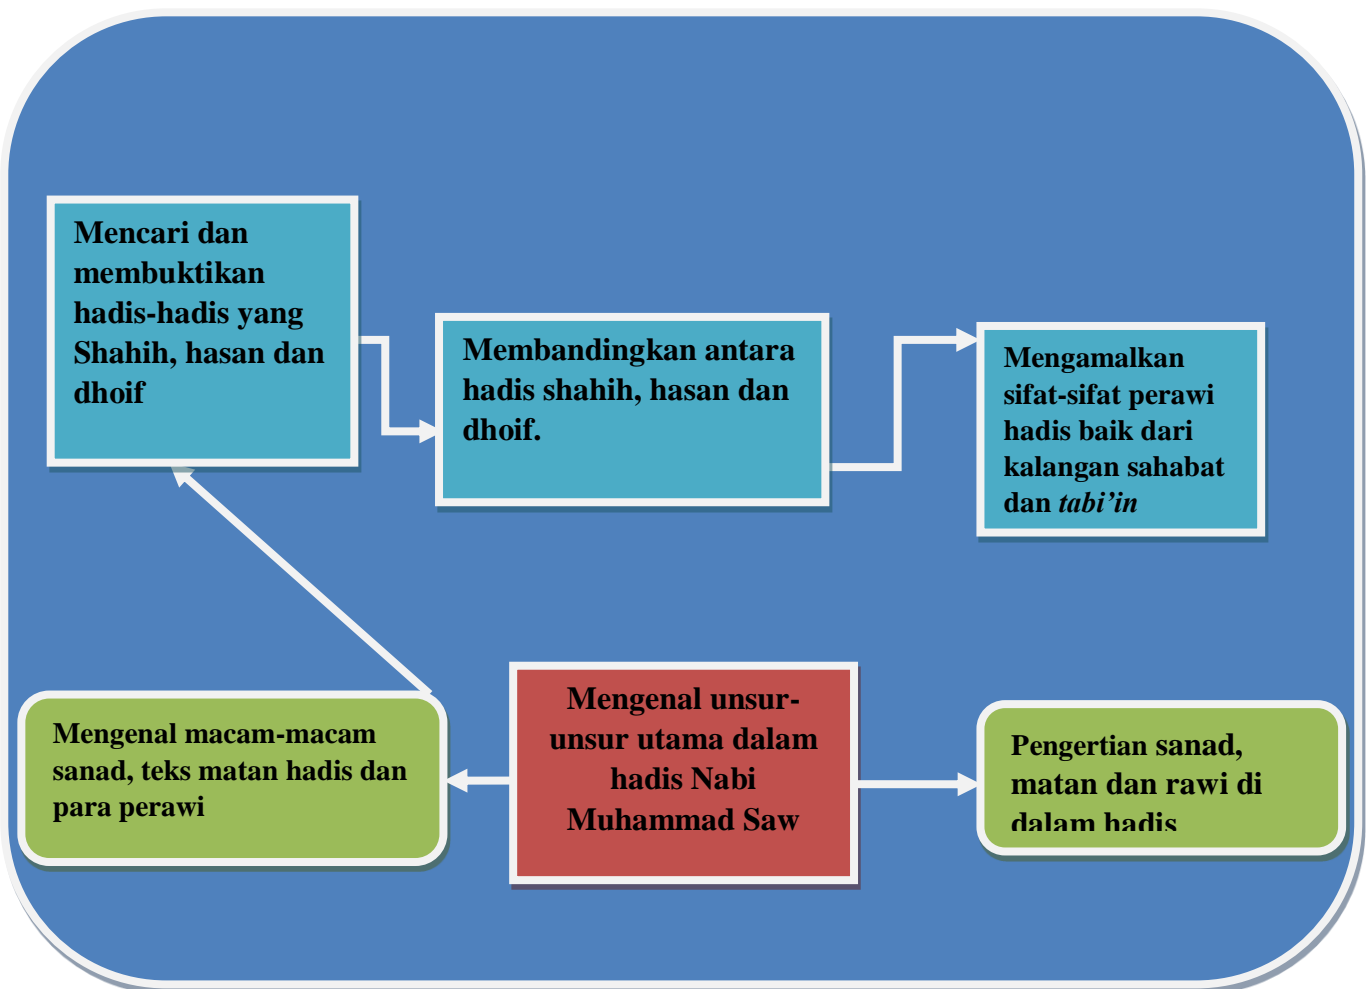 Mencari dan
membuktikan
hadis-hadis yang
Shahih, hasan dan
dhoif
Membandingkan antara
hadis shahih, hasan dan
dhoif.
Mengamalkan
sifat-sifat perawi
hadis baik dari
kalangan sahabat
dan tabi’in
Mengenal macam-macam
sanad, teks matan hadis dan
para perawi
Mengenal unsur-
unsur utama dalam
hadis Nabi
Muhammad Saw
Pengertian sanad,
matan dan rawi di
dalam hadis